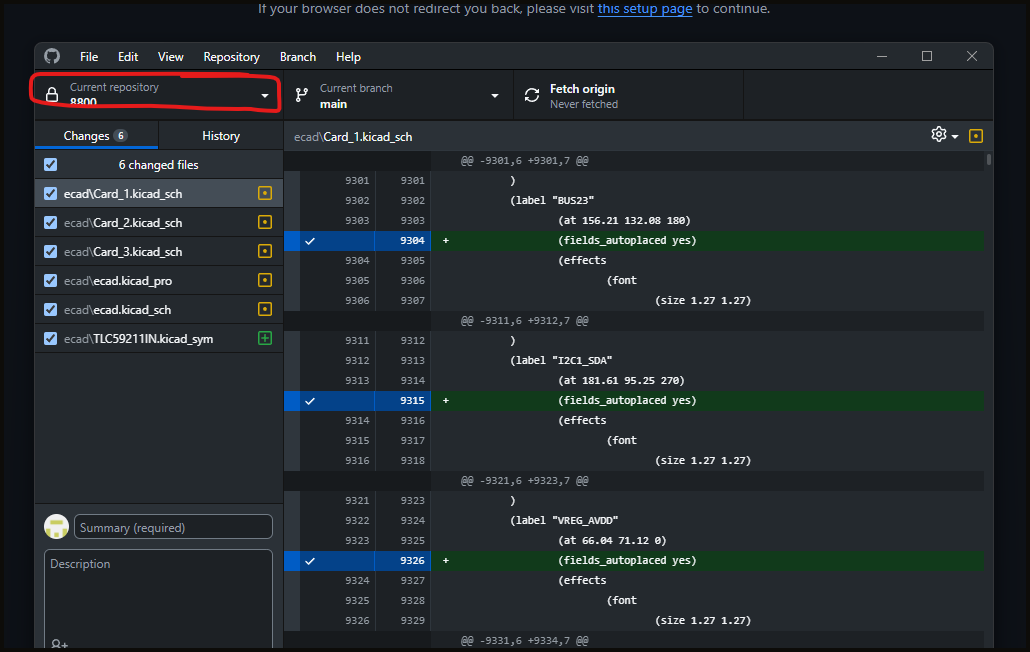 If your browser does not redirect you back, please visit this setup page to continue.
File Edit View Repository Branch Help
Current repository
8800
Current branch
main
Fetch origin
Never fetched
Changes 6 History
ecad\Card_1.kicad_sch
6 changed files
ecad\Card_1.kicad_sch
ecad\Card_2.kicad_sch
ecad\Card_3.kicad_sch
ecad\ecad.kicad_pro
ecad\ecad.kicad_sch
ecad\TLC59211IN.kicad_sym
Summary (required)
Description
@@ -9301,6 +9301,7 @@
9301 9301 )
9302 9302 (label "BUS23"
9303 9303 (at 156.21 132.08 180)
9304 + (fields_autoplaced yes)
9304 9305 (effects
9305 9306 (font
9306 9307 (size 1.27 1.27)
@@ -9311,6 +9312,7 @@
9311 9312 )
9312 9313 (label "I2C1_SDA"
9313 9314 (at 181.61 95.25 270)
9315 + (fields_autoplaced yes)
9314 9316 (effects
9315 9317 (font
9316 9318 (size 1.27 1.27)
@@ -9321,6 +9323,7 @@
9321 9323 )
9322 9324 (label "VREG_AVDD"
9323 9325 (at 66.04 71.12 0)
9326 + (fields_autoplaced yes)
9324 9327 (effects
9325 9328 (font
9326 9329 (size 1.27 1.27)
@@ -9331,6 +9334,7 @@